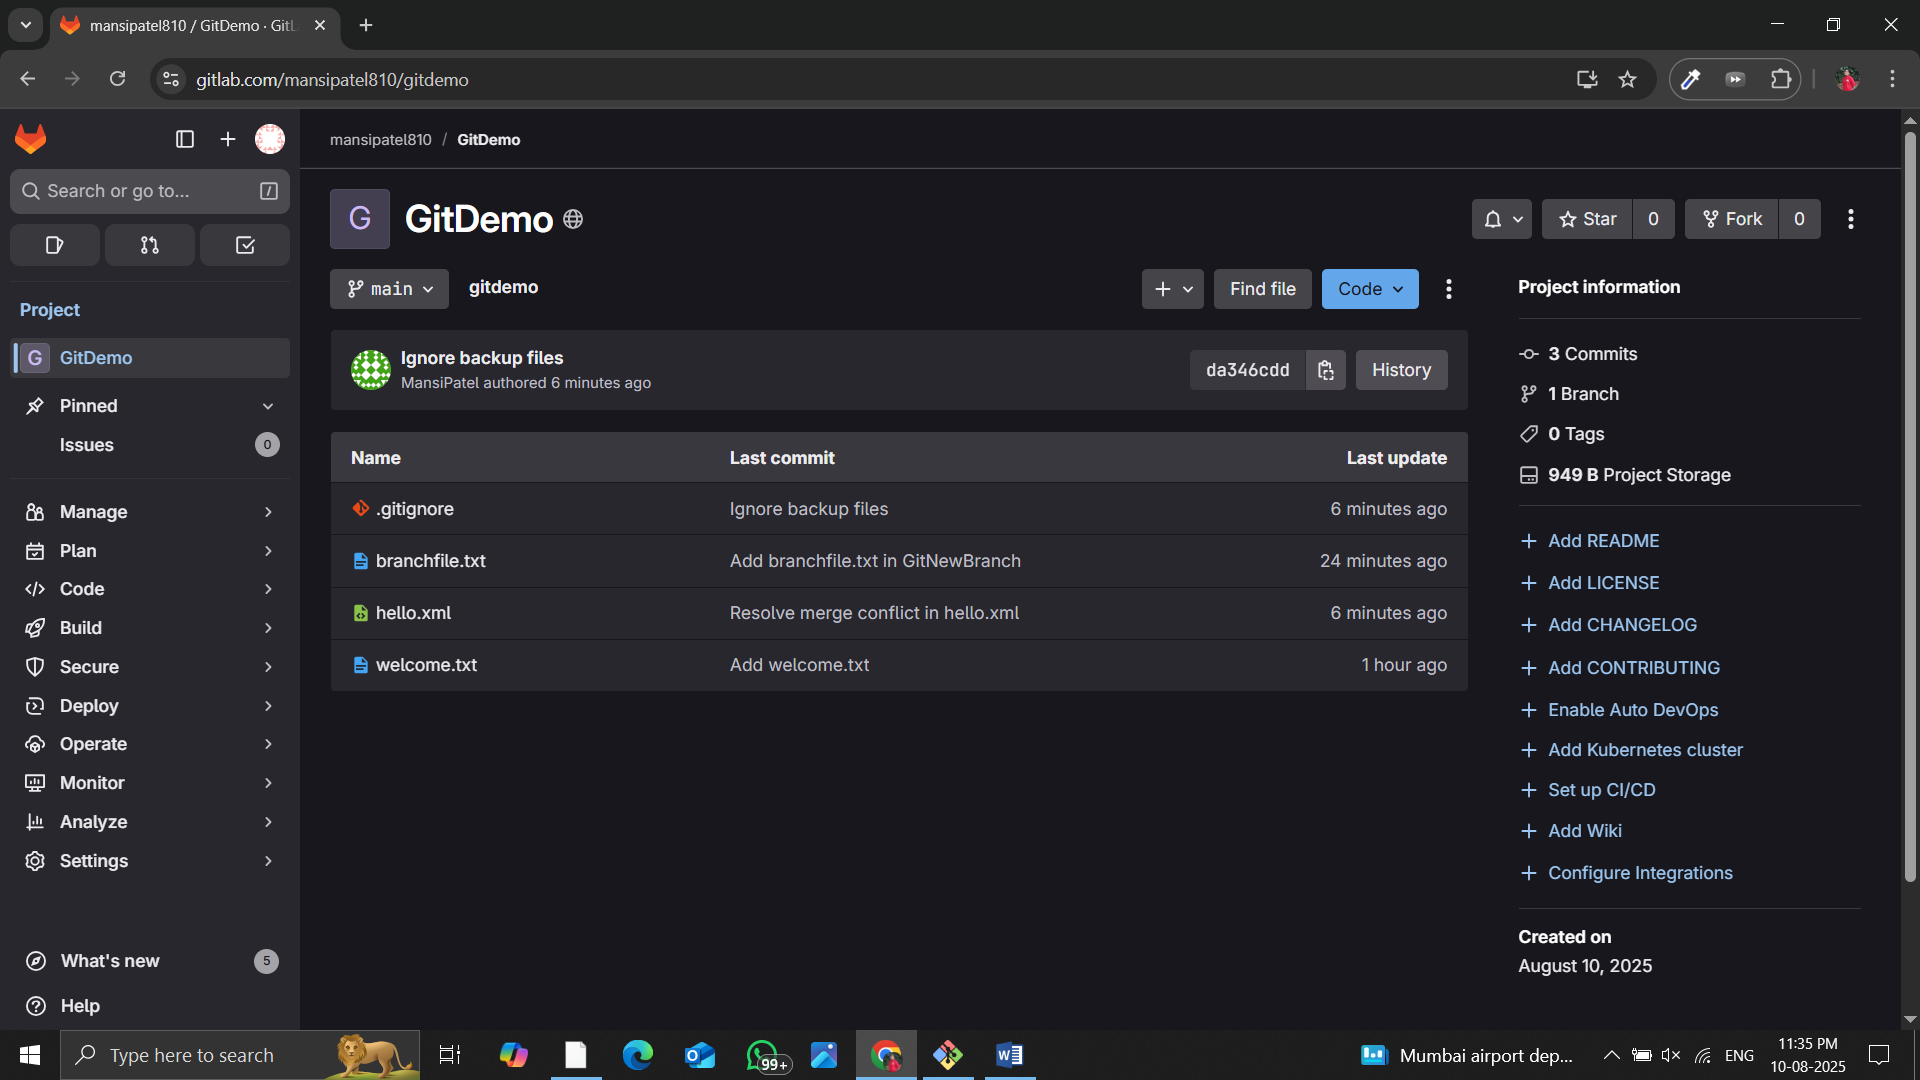 mansipatel810 / GitDemo · GitL
gitlab.com/mansipatel810/gitdemo
Search or go to...
/
Project
G GitDemo
Pinned
Issues 0
Manage
Plan
Code
Build
Secure
Deploy
Operate
Monitor
Analyze
Settings
What's new 5
Help
mansipatel810 / GitDemo
G GitDemo
Star 0 Fork 0
main gitdemo Find file Code
Ignore backup files
MansiPatel authored 6 minutes ago
da346cdd History
Name Last commit Last update
.gitignore Ignore backup files 6 minutes ago
branchfile.txt Add branchfile.txt in GitNewBranch 24 minutes ago
hello.xml Resolve merge conflict in hello.xml 6 minutes ago
welcome.txt Add welcome.txt 1 hour ago
Project information
3 Commits
1 Branch
0 Tags
949 B Project Storage
Add README
Add LICENSE
Add CHANGELOG
Add CONTRIBUTING
Enable Auto DevOps
Add Kubernetes cluster
Set up CI/CD
Add Wiki
Configure Integrations
Created on
August 10, 2025
Type here to search
99+
Mumbai airport dep...
ENG
11:35 PM
10-08-2025